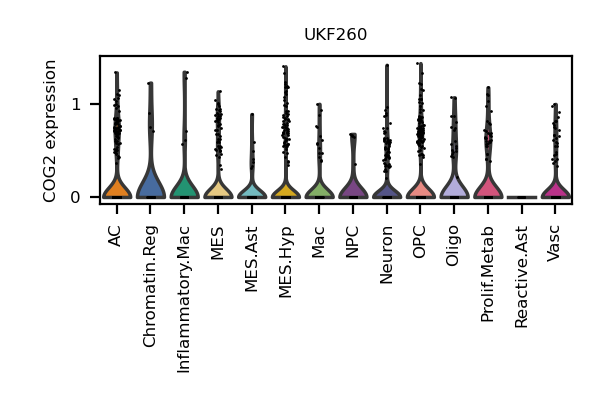 UKF260
COG2 expression
1
0
AC
Chromatin.Reg
Inflammatory.Mac
MES
MES.Ast
MES.Hyp
Mac
NPC
Neuron
OPC
Oligo
Prolif.Metab
Reactive.Ast
Vasc